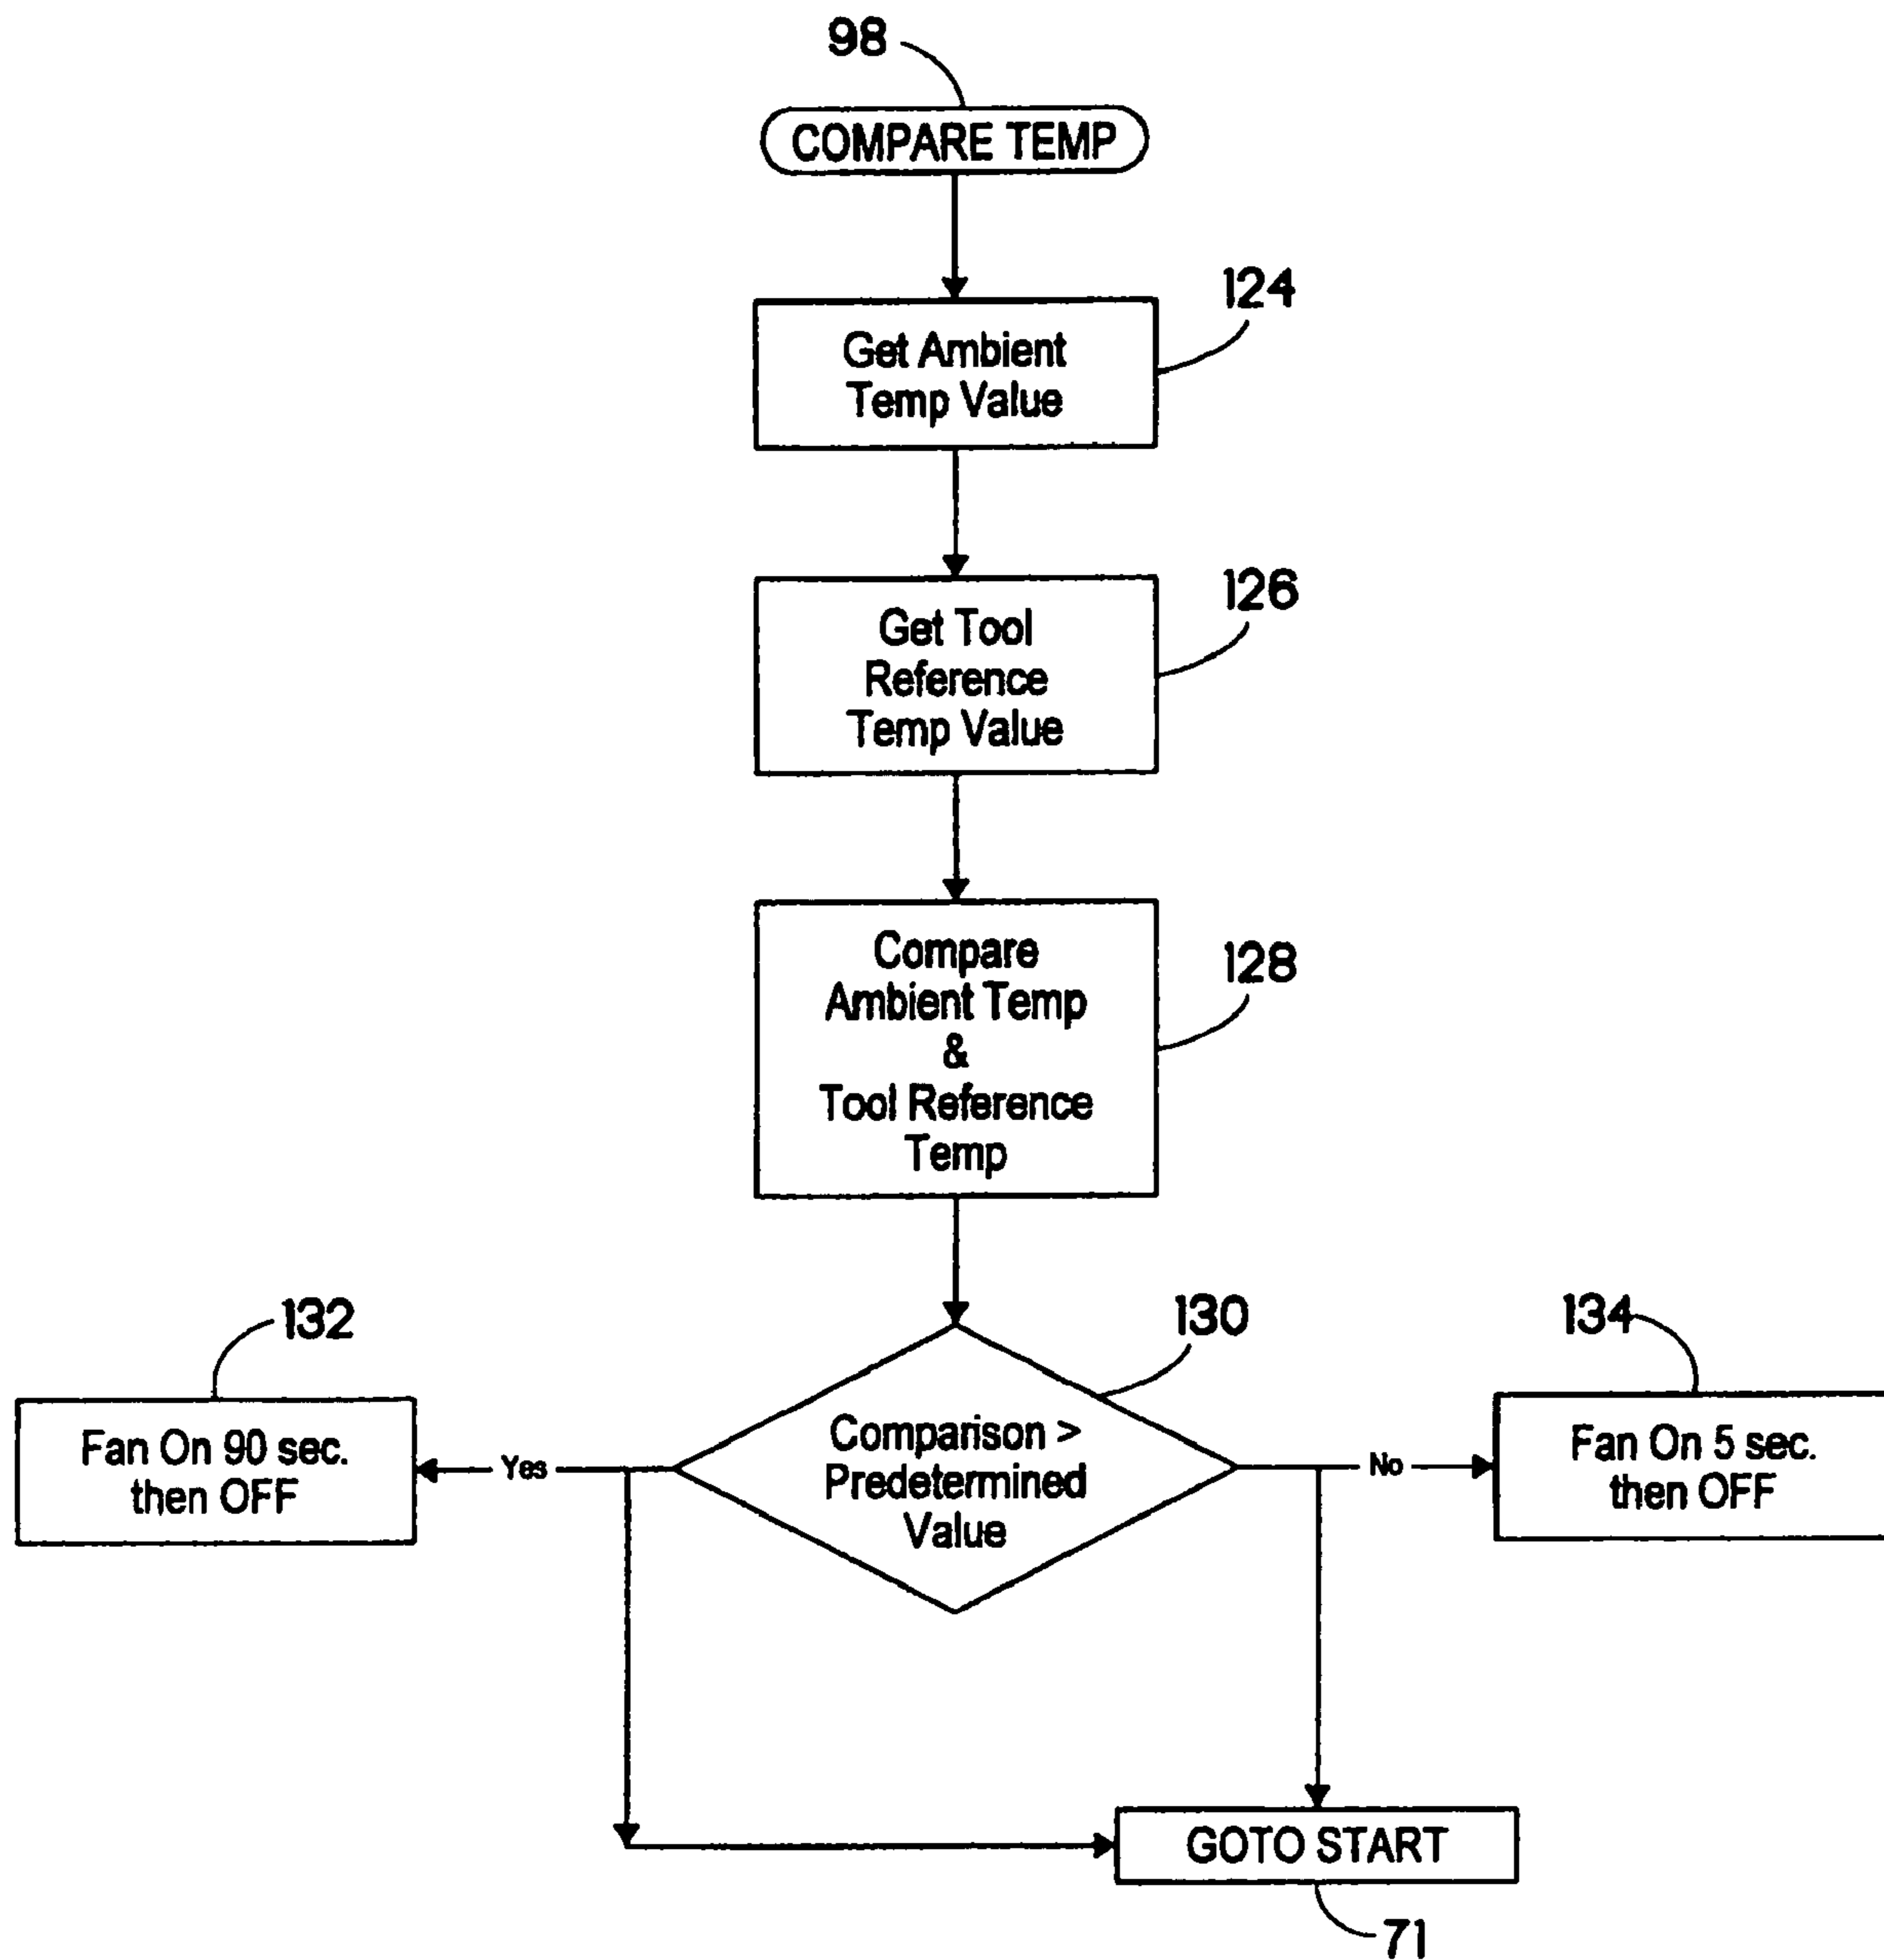 98
COMPARE TEMP
124
Get Ambient
Temp Value
126
Get Tool
Reference
Temp Value
128
Compare
Ambient Temp
&
Tool Reference
Temp
130
Comparison >
Predetermined
Value
132
Fan On 90 sec.
then OFF
Yes
No
134
Fan On 5 sec.
then OFF
GOTO START
71